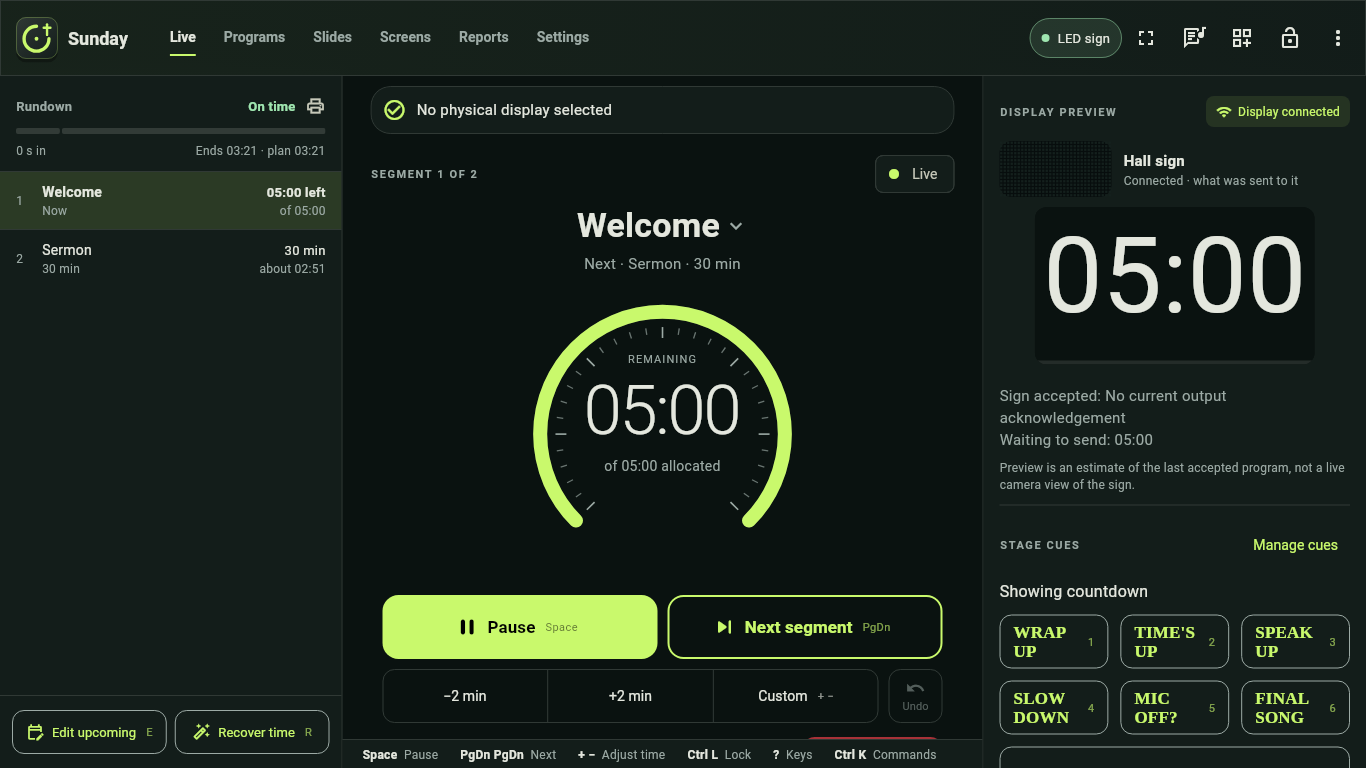 Sunday
Live
Programs
Slides
Screens
Reports
Settings
LED sign
Rundown
On time
0 s in
Ends 03:21 · plan 03:21
1
Welcome
05:00 left
Now
of 05:00
2
Sermon
30 min
30 min
about 02:51
Edit upcoming E
Recover time R
No physical display selected
SEGMENT 1 OF 2
Live
Welcome
Next · Sermon · 30 min
REMAINING
05:00
of 05:00 allocated
Pause Space
Next segment PgDn
−2 min
+2 min
Custom + −
Undo
Space Pause
PgDn PgDn Next
+ − Adjust time
Ctrl L Lock
? Keys
Ctrl K Commands
DISPLAY PREVIEW
Display connected
Hall sign
Connected · what was sent to it
05:00
Sign accepted: No current output
acknowledgement
Waiting to send: 05:00
Preview is an estimate of the last accepted program, not a live
camera view of the sign.
STAGE CUES
Manage cues
Showing countdown
WRAP
UP
1
TIME'S
UP
2
SPEAK
UP
3
SLOW
DOWN
4
MIC
OFF?
5
FINAL
SONG
6